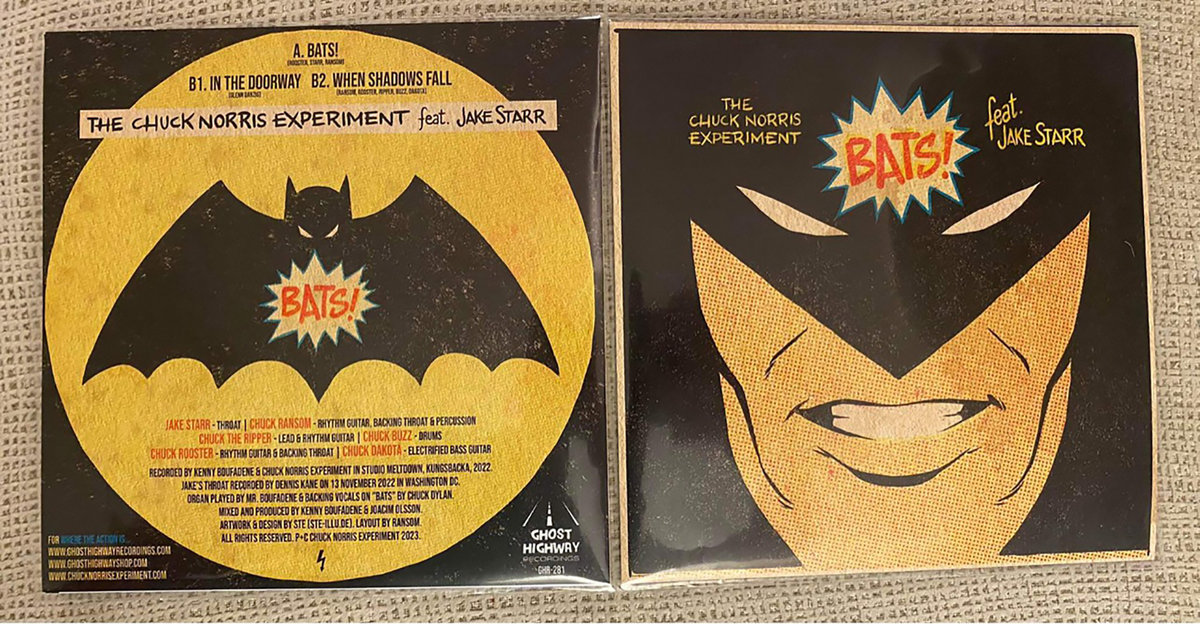 A. BATS!
(ROOSTER, STARR, RANSOM)
B1. IN THE DOORWAY B2. WHEN SHADOWS FALL
(GLENN DANZIG) (RANSOM, ROOSTER, RIPPER, BUZZ, DAKOTA)
THE CHUCK NORRIS EXPERIMENT feat. JAKE STARR
BATS!
JAKE STARR - THROAT | CHUCK RANSOM - RHYTHM GUITAR, BACKING THROAT & PERCUSSION
CHUCK THE RIPPER - LEAD & RHYTHM GUITAR | CHUCK BUZZ - DRUMS
CHUCK ROOSTER - RHYTHM GUITAR & BACKING THROAT | CHUCK DAKOTA - ELECTRIFIED BASS GUITAR
RECORDED BY KENNY BOUFADENE & CHUCK NORRIS EXPERIMENT IN STUDIO MELTDOWN, KUNGSBACKA, 2022.
JAKE'S THROAT RECORDED BY DENNIS KANE ON 13 NOVEMBER 2022 IN WASHINGTON DC.
ORGAN PLAYED BY MR. BOUFADENE & BACKING VOCALS ON "BATS" BY CHUCK DYLAN.
MIXED AND PRODUCED BY KENNY BOUFADENE & JOACIM OLSSON.
ARTWORK & DESIGN BY STE (STE-ILLU.DE). LAYOUT BY RANSOM.
ALL RIGHTS RESERVED. P+C CHUCK NORRIS EXPERIMENT 2023.
FOR WHERE THE ACTION IS...
WWW.GHOSTHIGHWAYRECORDINGS.COM
WWW.GHOSTHIGHWAYSHOP.COM
WWW.CHUCKNORRISEXPERIMENT.COM
GHOST
HIGHWAY
RECORDINGS
GHR-281
THE
CHUCK NORRIS
EXPERIMENT
BATS!
feat.
JAKE STARR